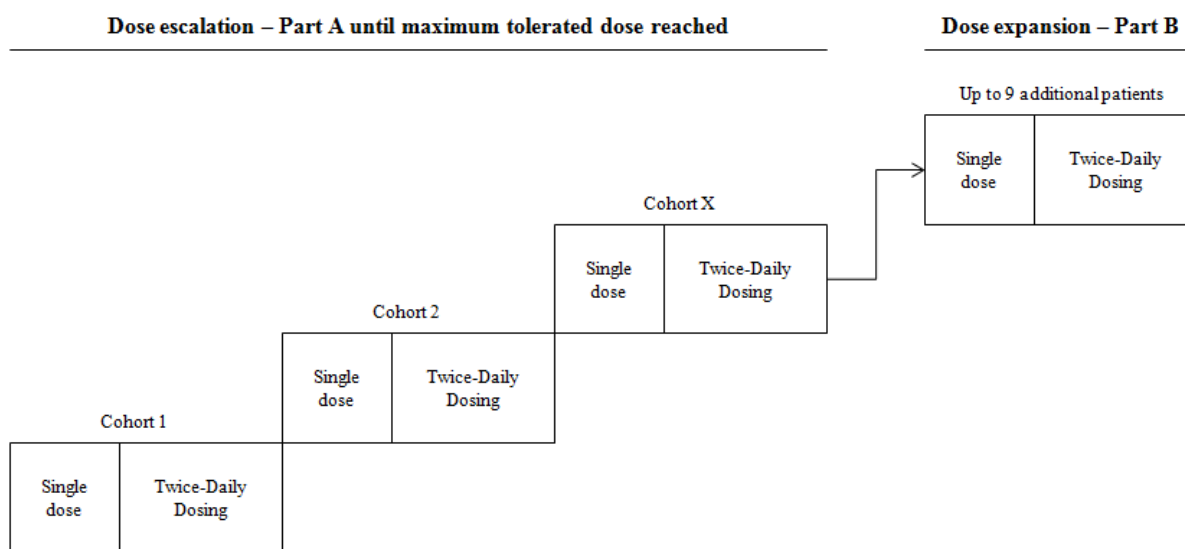 Dose escalation – Part A until maximum tolerated dose reached
Dose expansion – Part B
Up to 9 additional patients
Single
dose
Twice-Daily
Dosing
Cohort X
Single
dose
Twice-Daily
Dosing
Cohort 2
Single
dose
Twice-Daily
Dosing
Cohort 1
Single
dose
Twice-Daily
Dosing